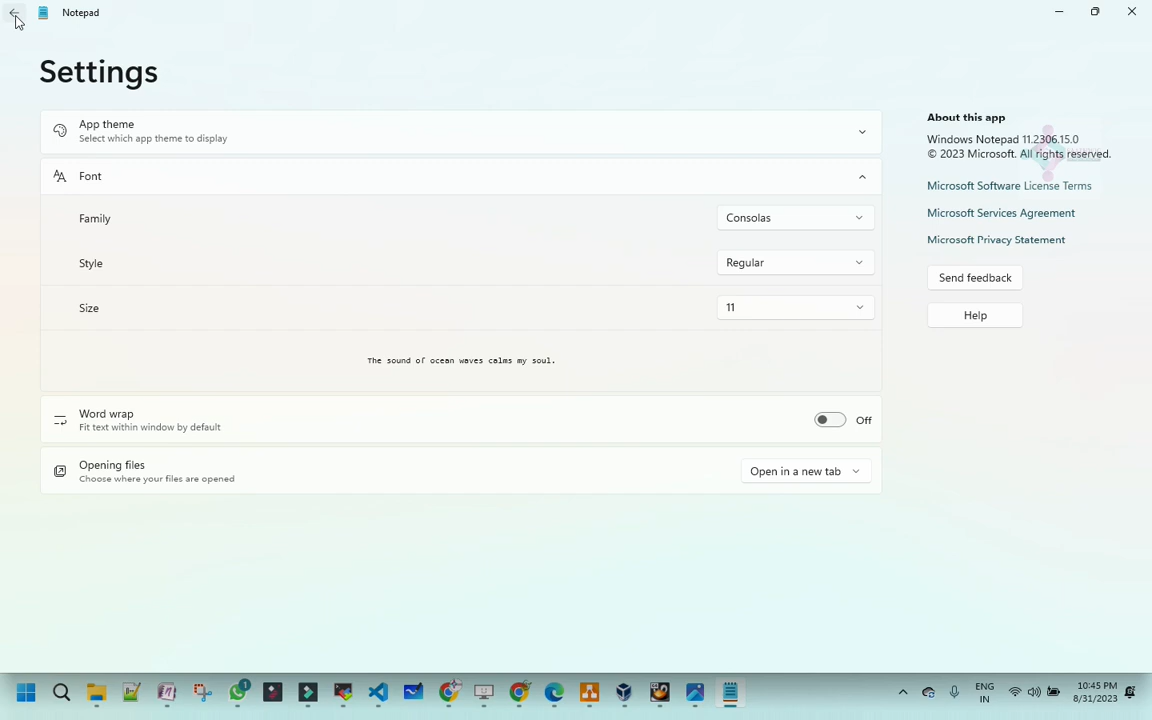 Notepad
Settings
App theme
Select which app theme to display
Font
Family
Consolas
Style
Regular
Size
11
The sound of ocean waves calms my soul.
Word wrap
Fit text within window by default
Off
Opening files
Choose where your files are opened
Open in a new tab
About this app
Windows Notepad 11.2306.15.0
© 2023 Microsoft. All rights reserved.
Microsoft Software License Terms
Microsoft Services Agreement
Microsoft Privacy Statement
Send feedback
Help
1
ENG
IN
10:45 PM
8/31/2023